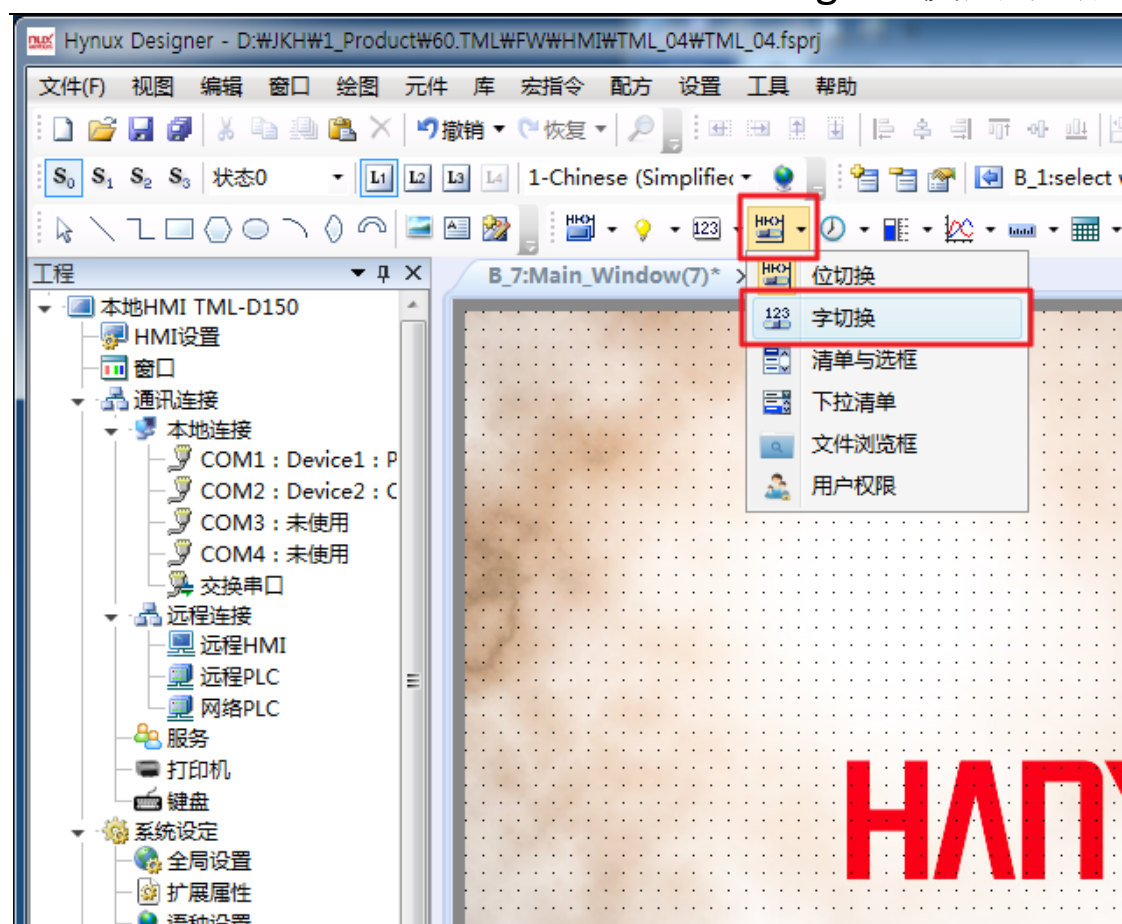 Hynux Designer - D:₩JKH₩1_Product₩60.TML₩FW₩HMI₩TML_04₩TML_04.fsprj
文件(F) 视图 编辑 窗口 绘图 元件 库 宏指令 配方 设置 工具 帮助
撤销 恢复
S0 S1 S2 S3 状态0 L1 L2 L3 L4 1-Chinese (Simplified B_1:select
123
工程
B_7:Main_Window(7)*
位切换
123 字切换
清单与选框
下拉清单
文件浏览框
用户权限
本地HMI TML-D150
HMI设置
窗口
通讯连接
本地连接
COM1 : Device1 : P
COM2 : Device2 : C
COM3 : 未使用
COM4 : 未使用
交换串口
远程连接
远程HMI
远程PLC
网络PLC
服务
打印机
键盘
系统设定
全局设置
扩展属性
语种设置